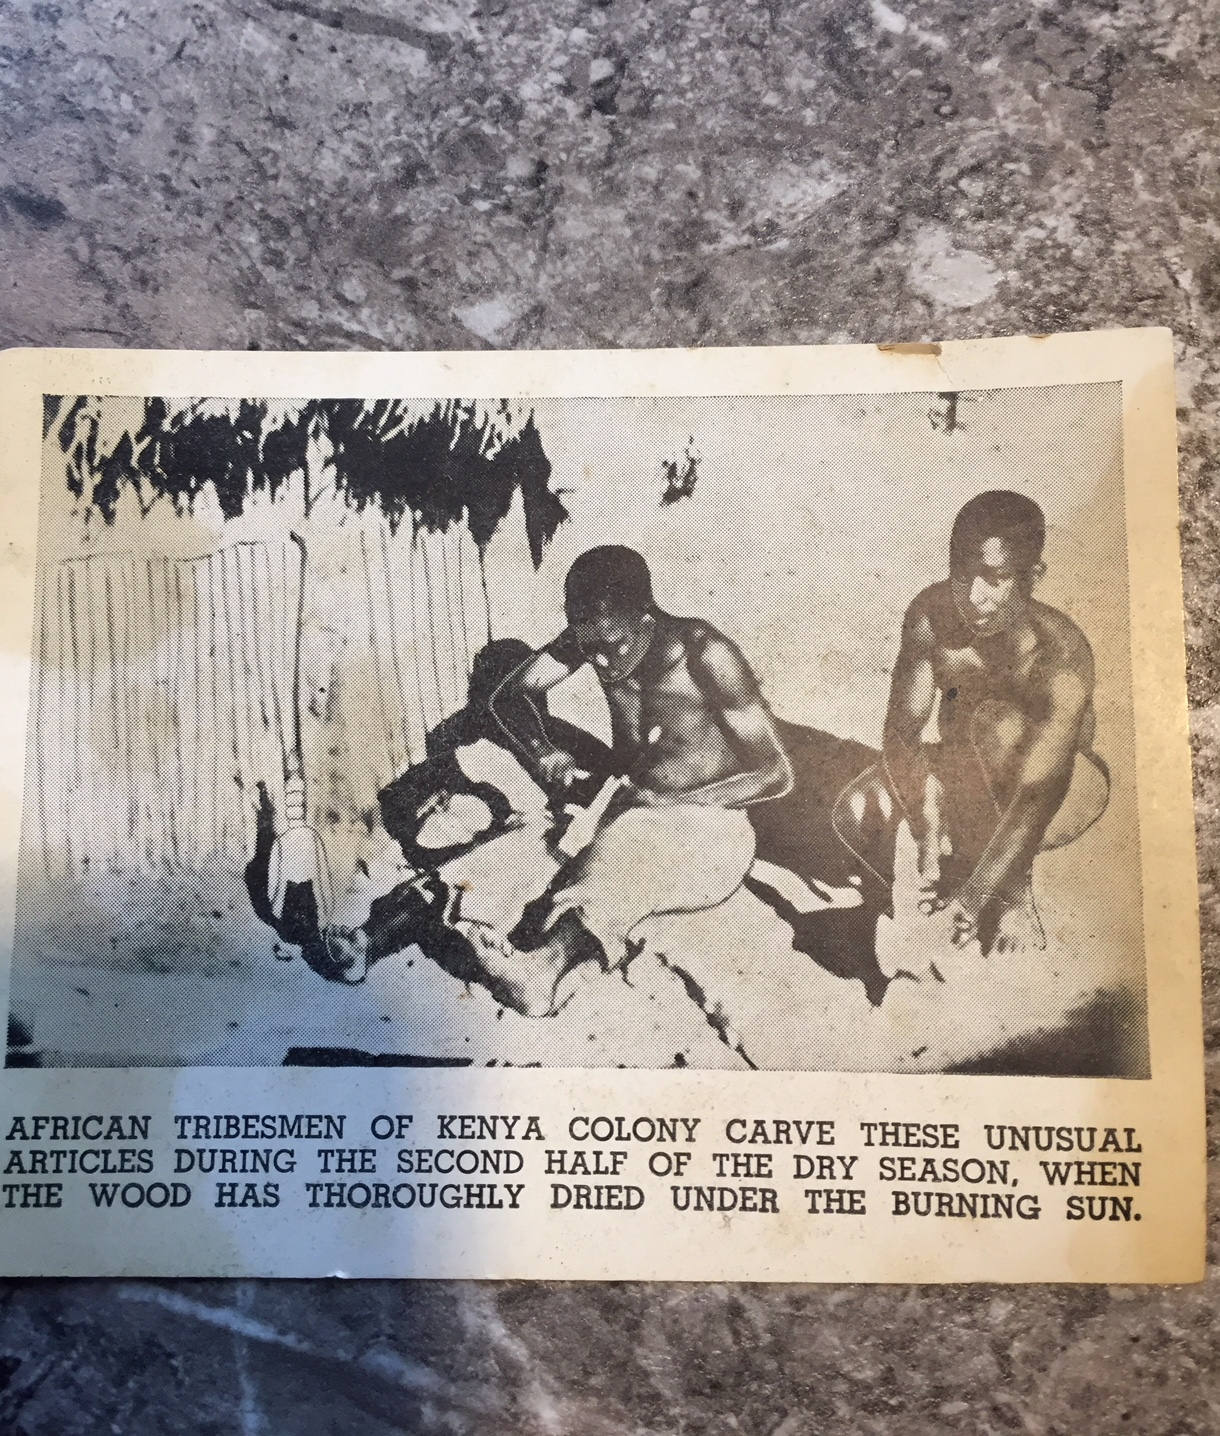 AFRICAN TRIBESMEN OF KENYA COLONY CARVE THESE UNUSUAL
ARTICLES DURING THE SECOND HALF OF THE DRY SEASON, WHEN
THE WOOD HAS THOROUGHLY DRIED UNDER THE BURNING SUN.